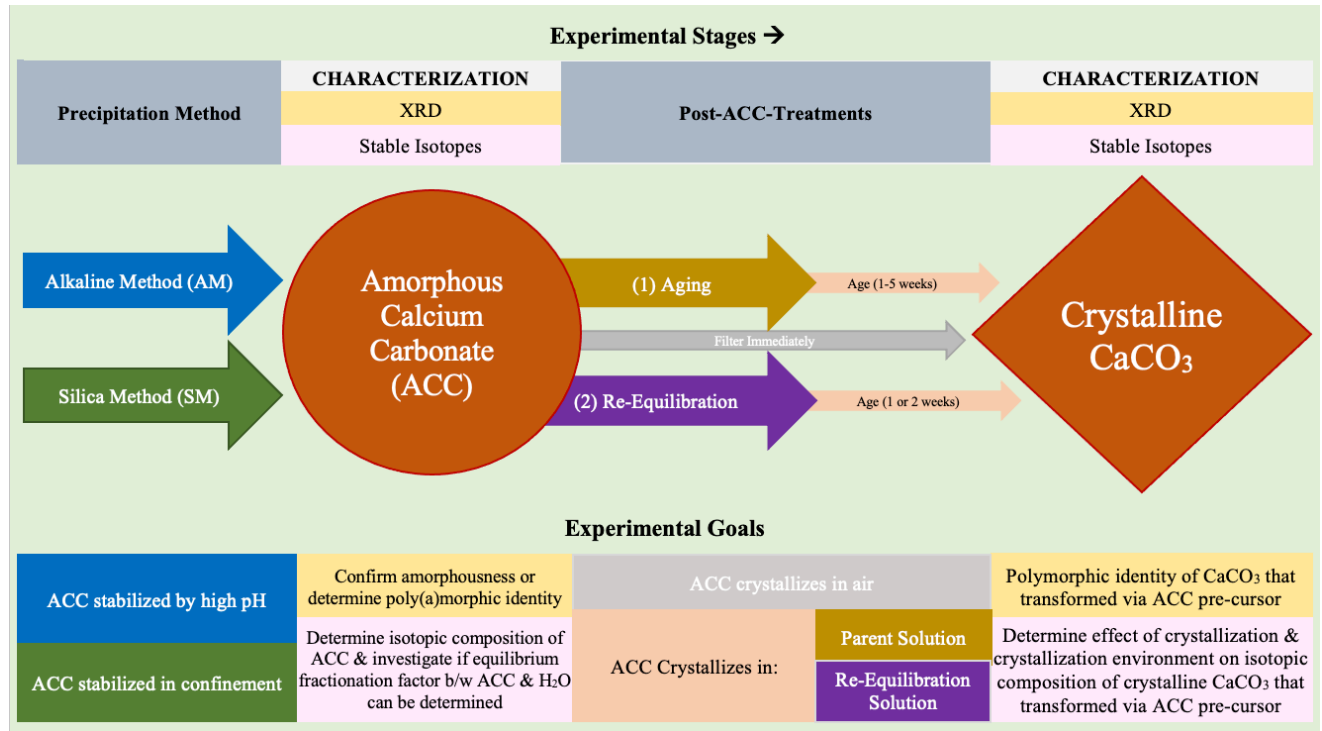 Experimental Stages →
Precipitation Method
CHARACTERIZATION
XRD
Stable Isotopes
Post-ACC-Treatments
CHARACTERIZATION
XRD
Stable Isotopes
Alkaline Method (AM)
Silica Method (SM)
Amorphous
Calcium
Carbonate
(ACC)
(1) Aging
Age (1-5 weeks)
Filter Immediately
(2) Re-Equilibration
Age (1 or 2 weeks)
Crystalline
CaCO₃
Experimental Goals
ACC stabilized by high pH
ACC stabilized in confinement
Confirm amorphousness or
determine poly(a)morphic identity
Determine isotopic composition of
ACC & investigate if equilibrium
fractionation factor b/w ACC & H₂O
can be determined
ACC crystallizes in air
ACC Crystallizes in:
Parent Solution
Re-Equilibration
Solution
Polymorphic identity of CaCO₃ that
transformed via ACC pre-cursor
Determine effect of crystallization &
crystallization environment on isotopic
composition of crystalline CaCO₃ that
transformed via ACC pre-cursor